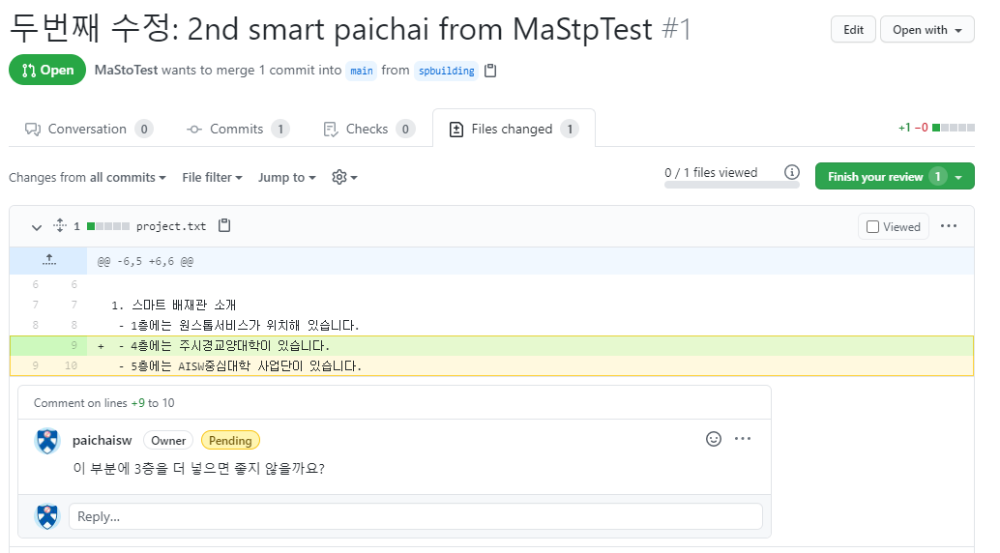 두번째 수정: 2nd smart paichai from MaStpTest #1
Edit
Open with
Open
MaStoTest wants to merge 1 commit into main from spbuilding
Conversation 0
Commits 1
Checks 0
Files changed 1
+1 −0
Changes from all commits
File filter
Jump to
0 / 1 files viewed
Finish your review 1
1 project.txt
Viewed
@@ -6,5 +6,6 @@
6 6
7 7 1. 스마트 배재관 소개
8 8 - 1층에는 원스톱서비스가 위치해 있습니다.
9 + - 4층에는 주시경교양대학이 있습니다.
9 10 - 5층에는 AISW중심대학 사업단이 있습니다.
Comment on lines +9 to 10
paichaisw Owner Pending
이 부분에 3층을 더 넣으면 좋지 않을까요?
Reply...